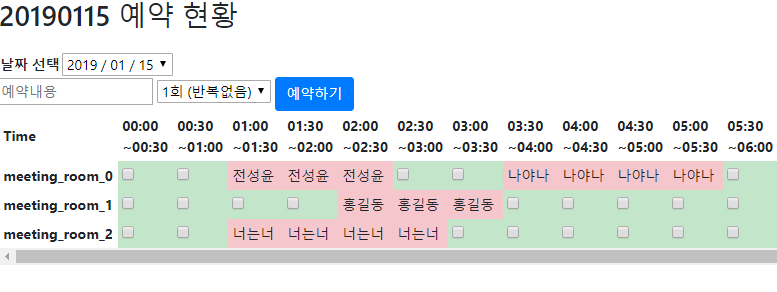 20190115 예약 현황
날짜 선택 2019 / 01 / 15
예약내용 1회 (반복없음) 예약하기
Time 00:00 ~00:30 00:30 ~01:00 01:00 ~01:30 01:30 ~02:00 02:00 ~02:30 02:30 ~03:00 03:00 ~03:30 03:30 ~04:00 04:00 ~04:30 04:30 ~05:00 05:00 ~05:30 05:30 ~06:00
meeting_room_0 전성윤 전성윤 전성윤 나야나 나야나 나야나 나야나
meeting_room_1 홍길동 홍길동 홍길동
meeting_room_2 너는너 너는너 너는너 너는너